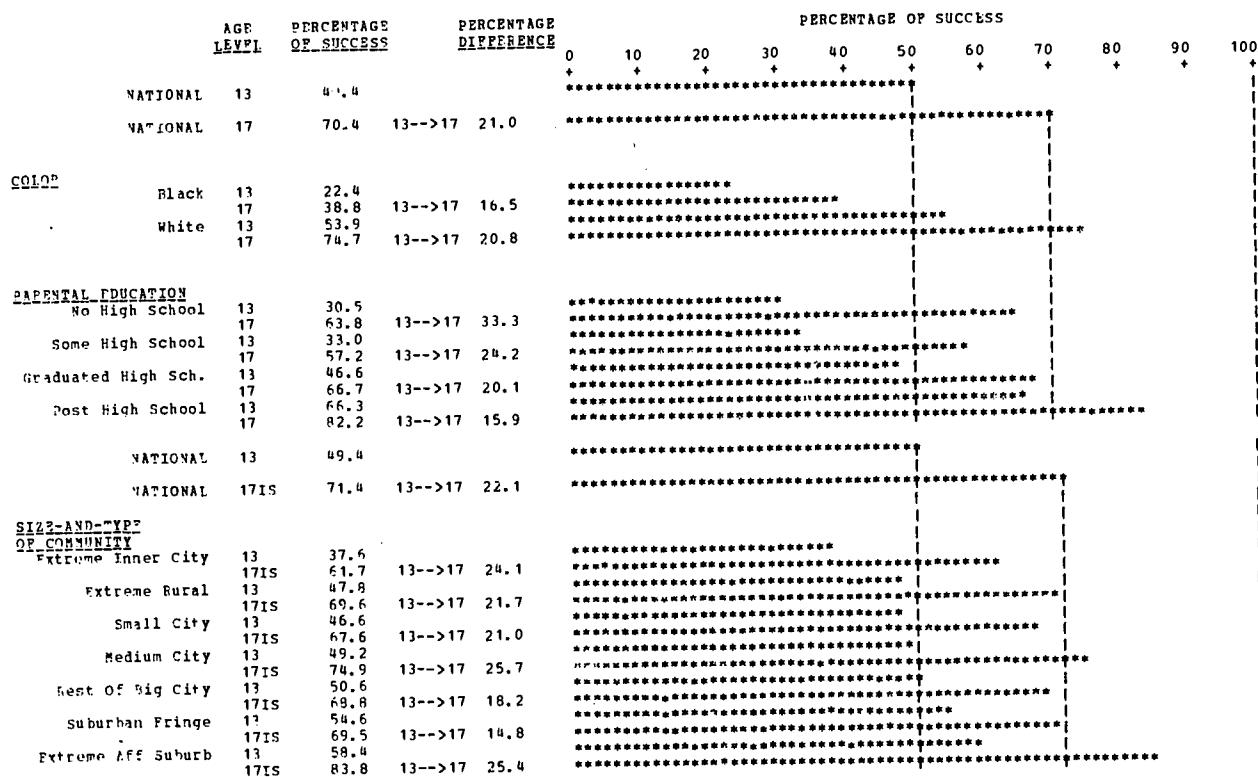 AGE PERCENTAGE PERCENTAGE PERCENTAGE OF SUCCESS
LEVEL OF SUCCESS DIFFERENCE
0 10 20 30 40 50 60 70 80 90 100
NATIONAL 13
NATIONAL 17 70.4 13-->17 21.0
COLOR
Black 13 22.4
17 38.8 13-->17 16.5
White 13 53.9
17 74.7 13-->17 20.8
PARENTAL EDUCATION
No High School 13 30.5
17 63.8 13-->17 33.3
Some High School 13 33.0
17 57.2 13-->17 24.2
Graduated High Sch. 13 46.6
17 66.7 13-->17 20.1
Post High School 13 66.3
17 82.2 13-->17 15.9
NATIONAL 13 49.4
NATIONAL 17IS 71.4 13-->17 22.1
SIZE-AND-TYPE
OF COMMUNITY
Extreme Inner City 13 37.6
17IS 61.7 13-->17 24.1
Extreme Rural 13 47.8
17IS 69.6 13-->17 21.7
Small City 13 46.6
17IS 67.6 13-->17 21.0
Medium City 13 49.2
17IS 74.9 13-->17 25.7
Rest Of Big City 13 50.6
17IS 68.8 13-->17 18.2
Suburban Fringe 13 54.6
17IS 69.5 13-->17 14.8
Extreme Aff Suburb 13 58.4
17IS 83.8 13-->17 25.4